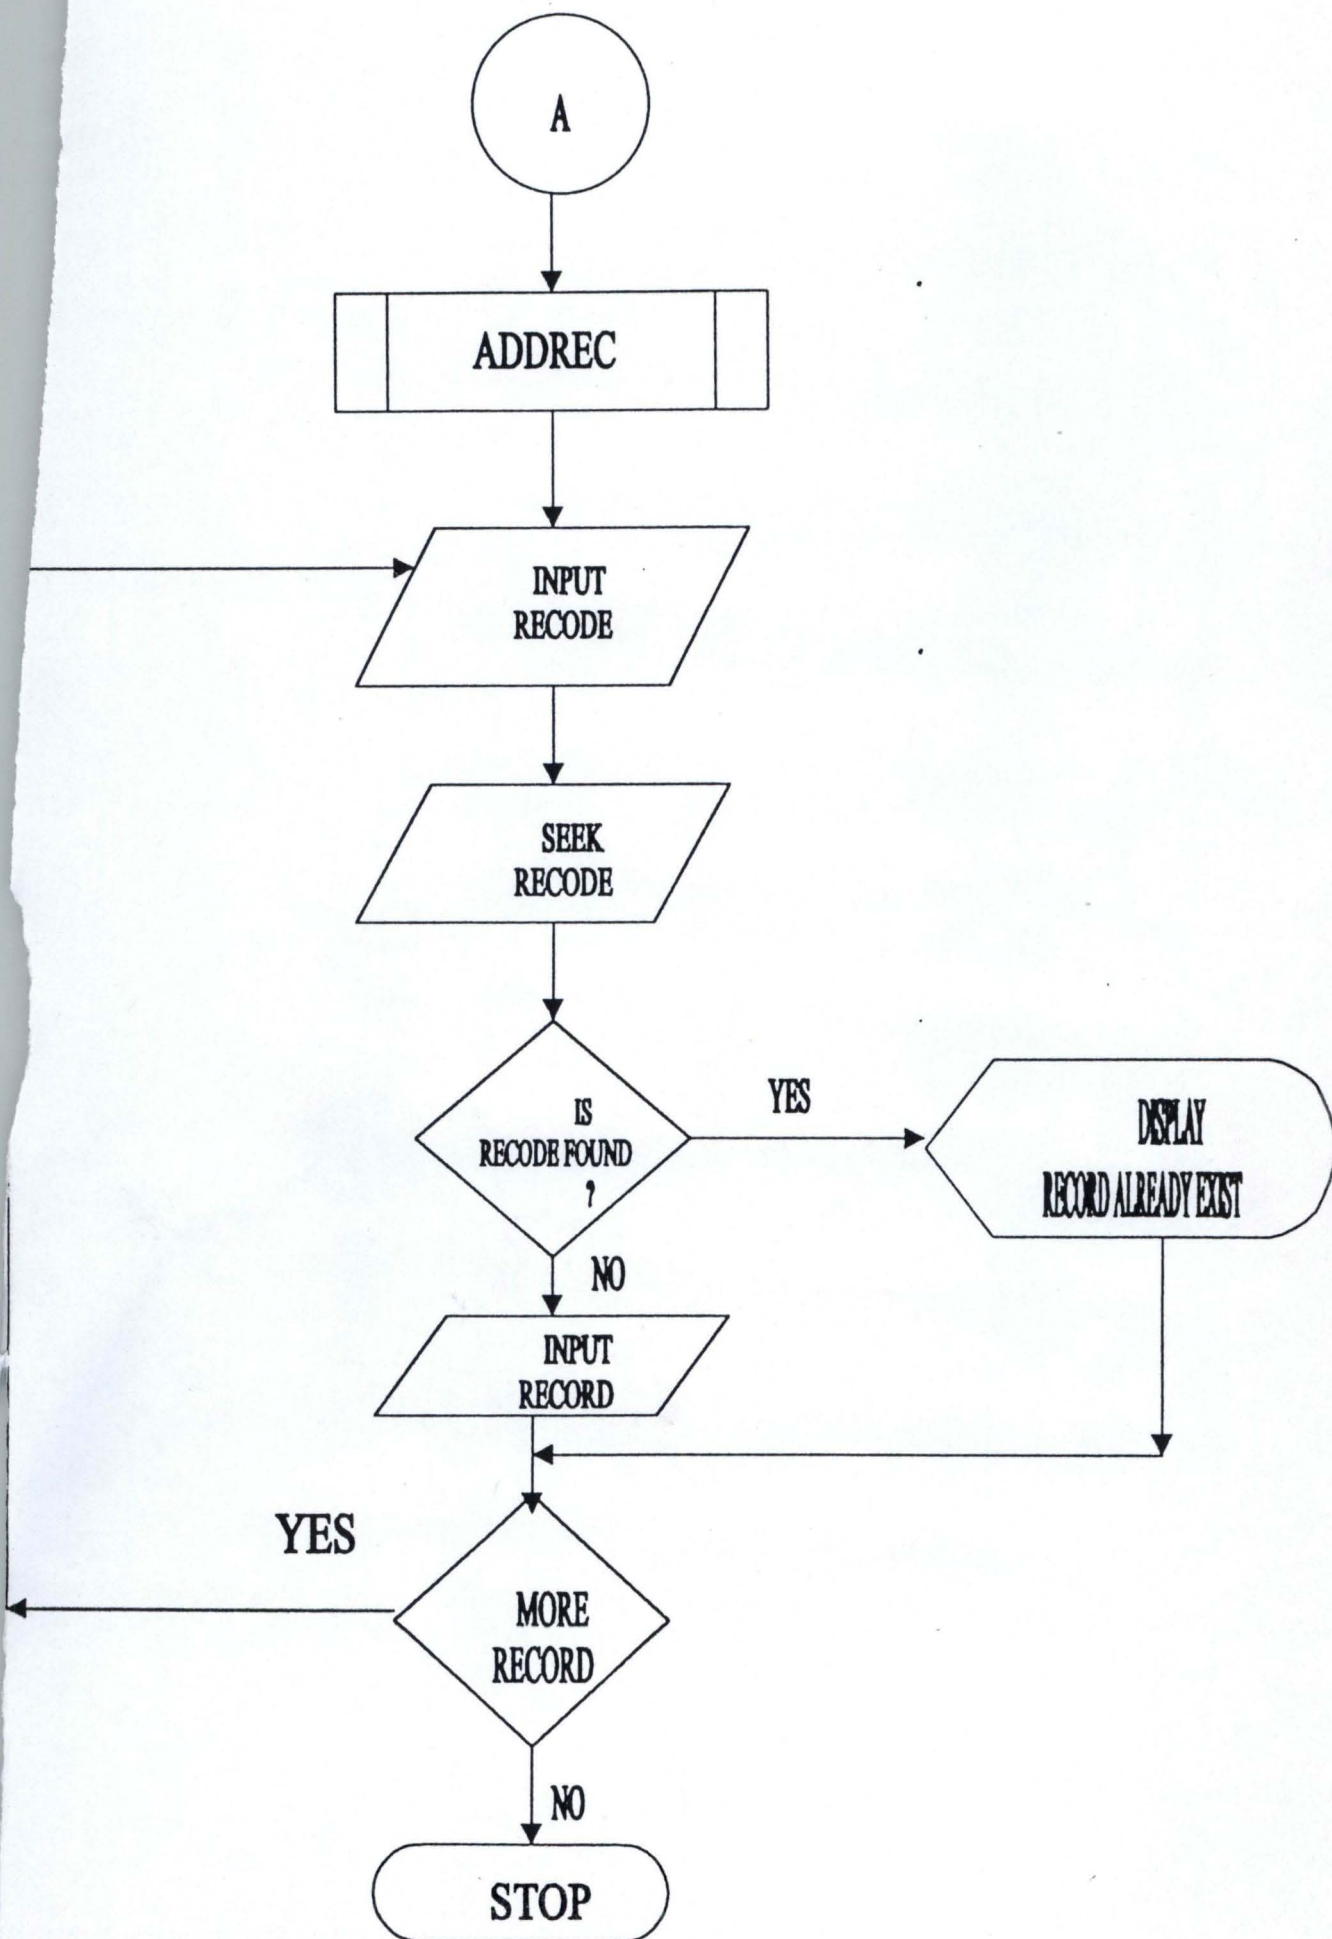 A
ADDREC
INPUT
RECODE
SEEK
RECODE
IS
RECODE FOUND
?
YES
DISPLAY
RECORD ALREADY EXIST
NO
INPUT
RECORD
YES
MORE
RECORD
NO
STOP